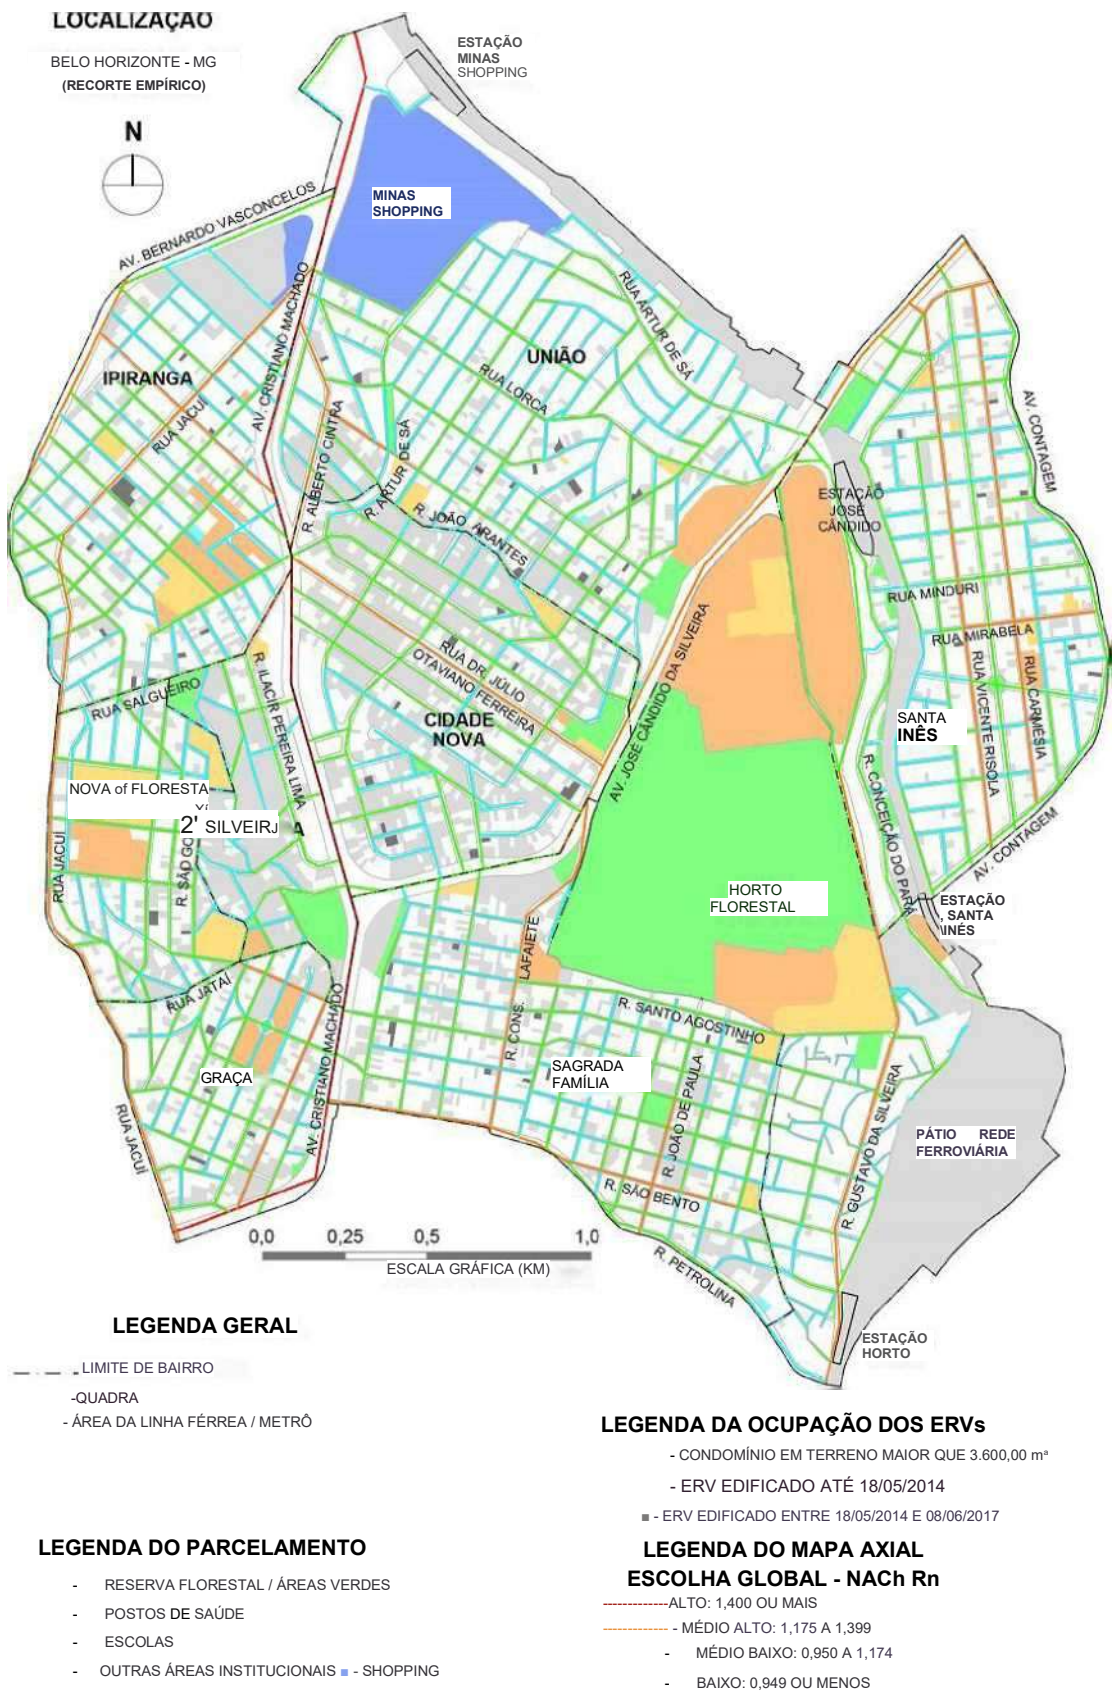 LOCALIZAÇÃO
BELO HORIZONTE - MG
(RECORTE EMPÍRICO)
N
ESTAÇÃO
MINAS
SHOPPING
MINAS
SHOPPING
AV. BERNARDO VASCONCELOS
AV. CRISTIANO MACHADO
RUA ARTUR DE SÁ
UNIÃO
RUA LORCA
IPIRANGA
RUA JACUÍ
R. ALBERTO CINTRA
R. ARTUR DE SÁ
R. JOÃO ARANTES
AV. CONTAGEM
ESTAÇÃO
JOSÉ
CÂNDIDO
RUA MINDURI
RUA MIRABELA
RUA VICENTE RISOLA
RUA CARMÉSIA
AV. JOSÉ CÂNDIDO DA SILVEIRA
RUA DR. JÚLIO
OTAVIANO FERREIRA
CIDADE
NOVA
RUA SALGUEIRO
R. ILACIR PEREIRA LIMA
SANTA
INÊS
R. CONCEIÇÃO DO PARÁ
NOVA of FLORESTA
2' SILVEIRJ A
RUA JACUÍ
R. SÃO GO
AV. CONTAGEM
HORTO
FLORESTAL
ESTAÇÃO
, SANTA
\INÉS
LAFAIETE
R. CONS.
RUA JATAÍ
R. SANTO AGOSTINHO
AV. CRISTIANO MACHADO
GRAÇA
SAGRADA
FAMÍLIA
R. JOÃO DE PAULA
R. GUSTAVO DA SILVEIRA
RUA JACUÍ
PÁTIO REDE
FERROVIÁRIA
R. SÃO BENTO
R. PETROLINA
0,0 0,25 0,5 1,0
ESCALA GRÁFICA (KM)
ESTAÇÃO
HORTO
LEGENDA GERAL
LIMITE DE BAIRRO
-QUADRA
- ÁREA DA LINHA FÉRREA / METRÔ
LEGENDA DA OCUPAÇÃO DOS ERVs
- CONDOMÍNIO EM TERRENO MAIOR QUE 3.600,00 mª
- ERV EDIFICADO ATÉ 18/05/2014
■ - ERV EDIFICADO ENTRE 18/05/2014 E 08/06/2017
LEGENDA DO PARCELAMENTO
- RESERVA FLORESTAL / ÁREAS VERDES
- POSTOS DE SAÚDE
- ESCOLAS
- OUTRAS ÁREAS INSTITUCIONAIS ■ - SHOPPING
LEGENDA DO MAPA AXIAL
ESCOLHA GLOBAL - NACh Rn
-------------ALTO: 1,400 OU MAIS
------------- - MÉDIO ALTO: 1,175 A 1,399
- MÉDIO BAIXO: 0,950 A 1,174
- BAIXO: 0,949 OU MENOS